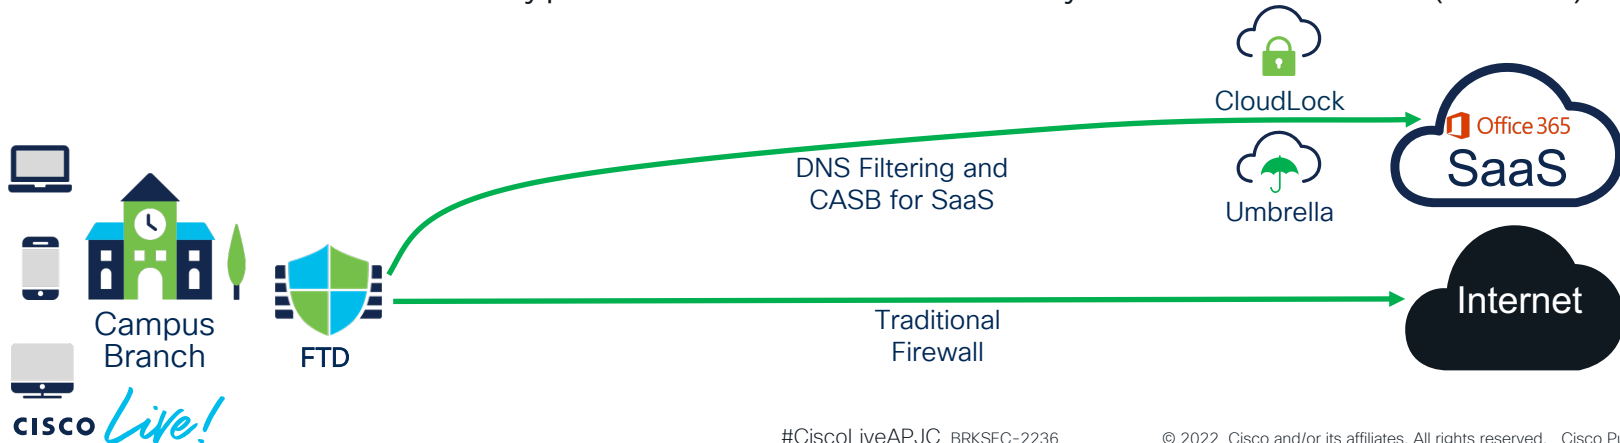 CloudLock
Office 365
SaaS
DNS Filtering and
CASB for SaaS
Umbrella
Internet
Campus
Branch
FTD
Traditional
Firewall
CISCO Live!
#CiscoLiveAPJC BRKSEC-2236
© 2022 Cisco and/or its affiliates. All rights reserved. Cisco